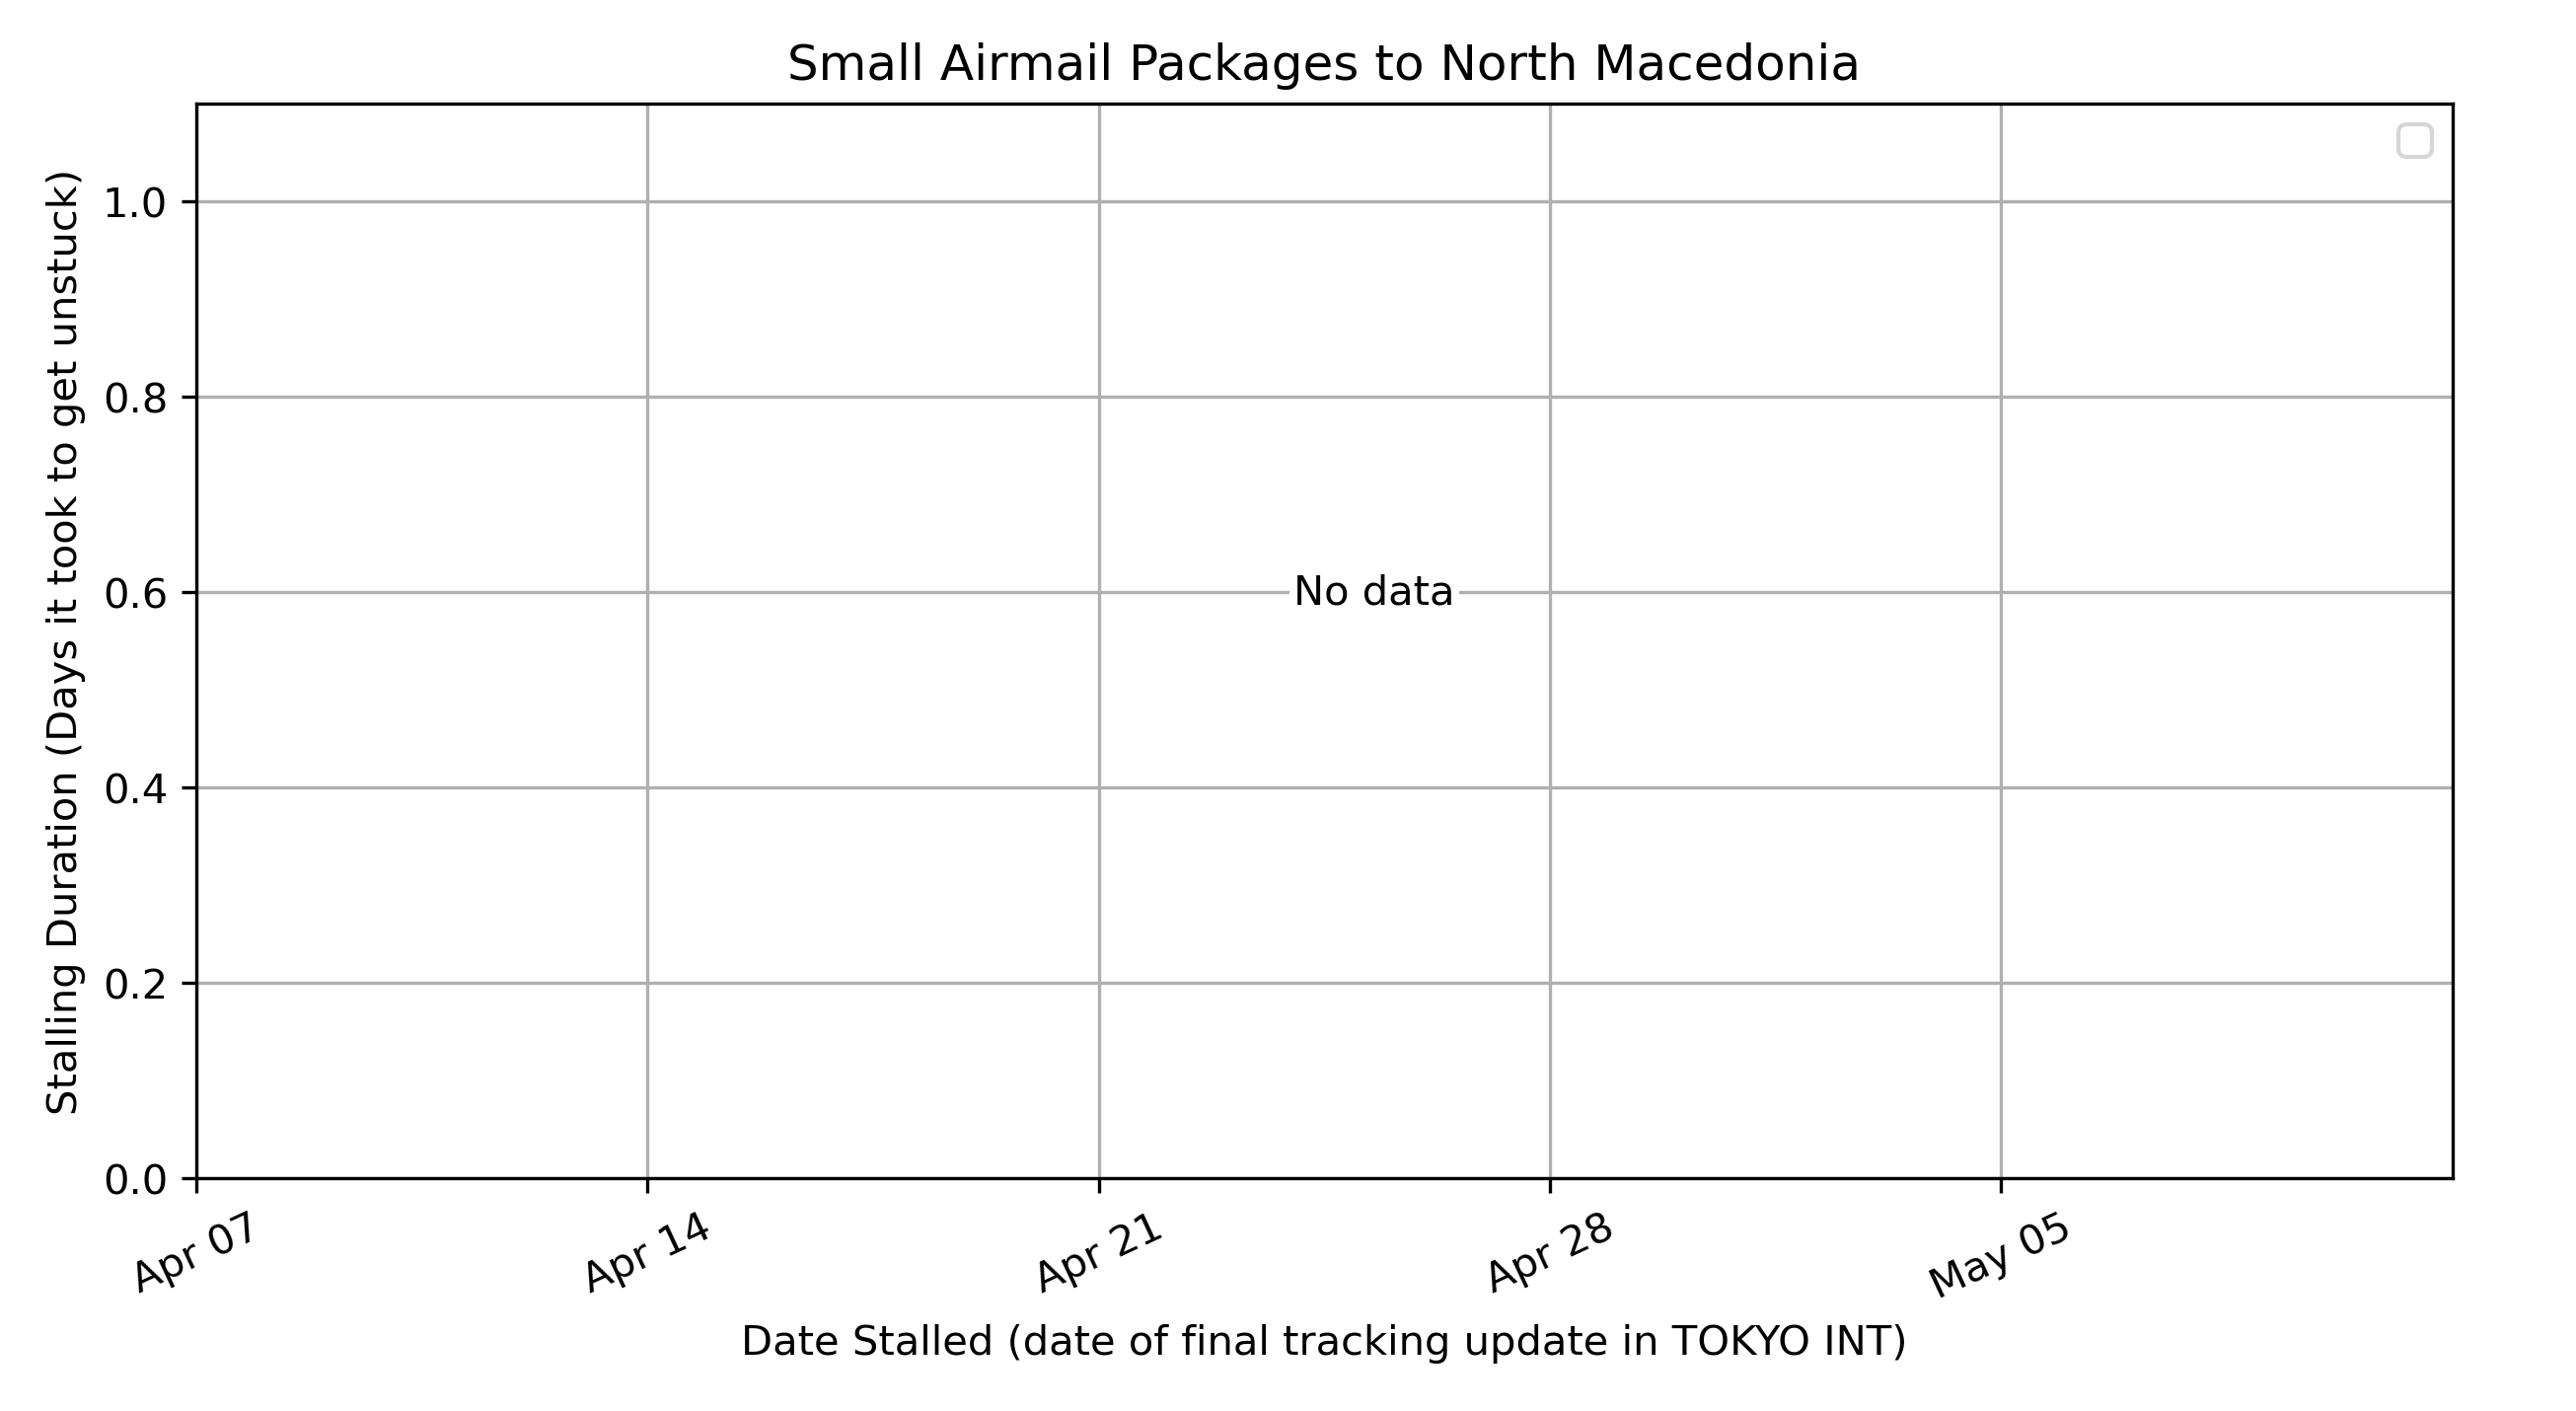 Small Airmail Packages to North Macedonia
Stalling Duration (Days it took to get unstuck)
1.0
0.8
0.6
0.4
0.2
0.0
No data
Apr 07
Apr 14
Apr 21
Apr 28
May 05
Date Stalled (date of final tracking update in TOKYO INT)